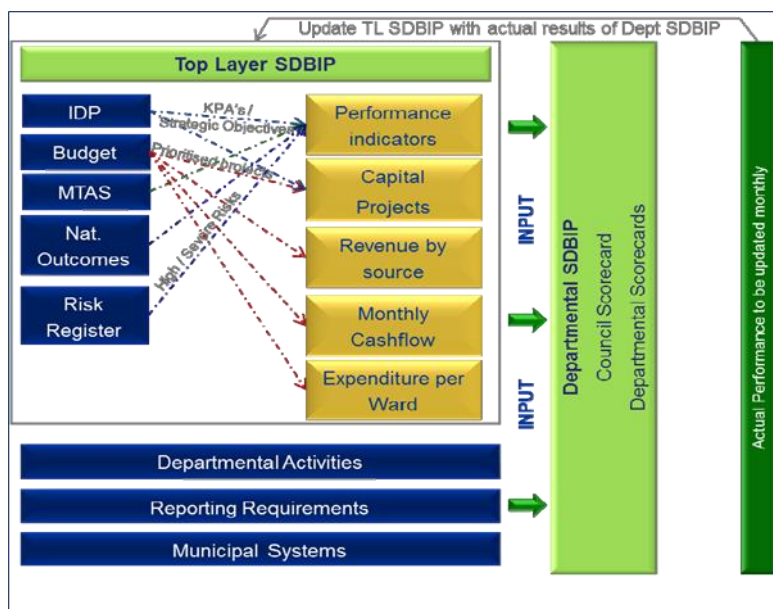 Update TL SDBIP with actual results of Dept SDBIP
Top Layer SDBIP
IDP
Budget
MTAS
Nat.
Outcomes
Risk
Register
KPA's /
Strategic Objectives
Prioritised projects
High / Severe Risks
Performance
indicators
Capital
Projects
Revenue by
source
Monthly
Cashflow
Expenditure per
Ward
INPUT
INPUT
Departmental SDBIP
Council Scorecard
Departmental Scorecards
Actual Performance to be updated monthly
Departmental Activities
Reporting Requirements
Municipal Systems